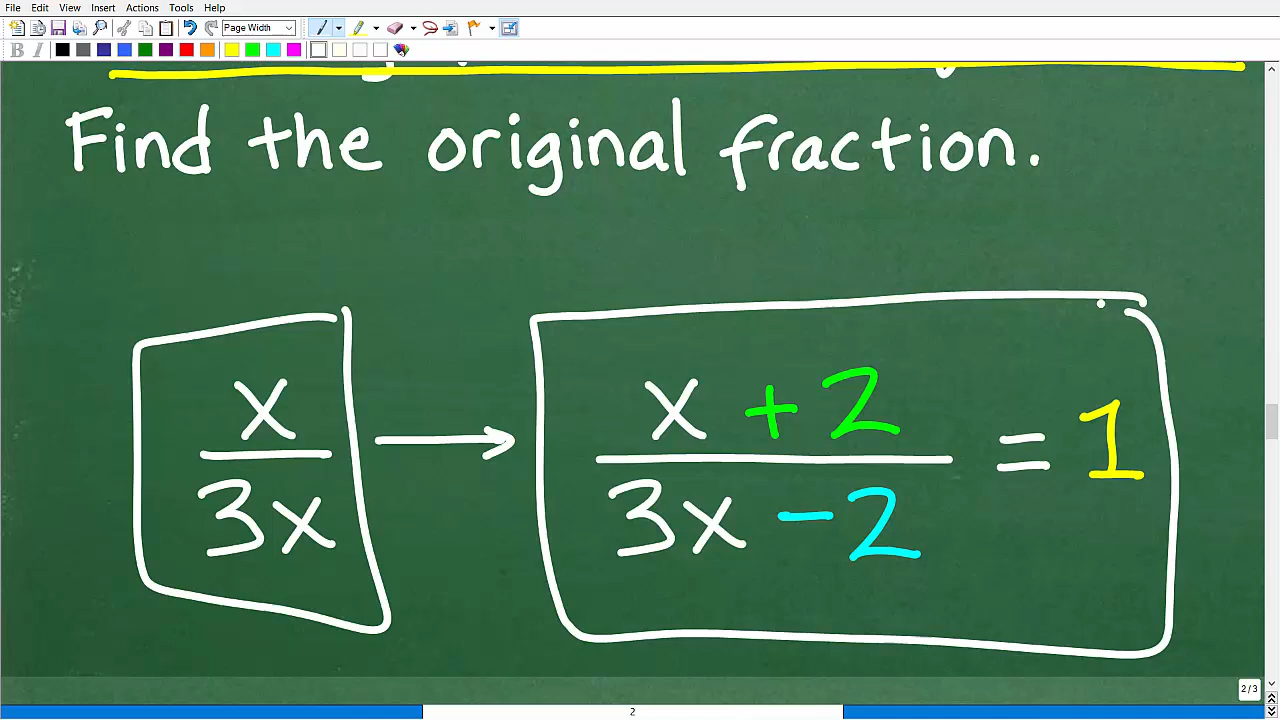 File Edit View Insert Actions Tools Help
Page Width
B I
Find the original fraction.
x/3x → x + 2/3x - 2 = 1
2/3
2